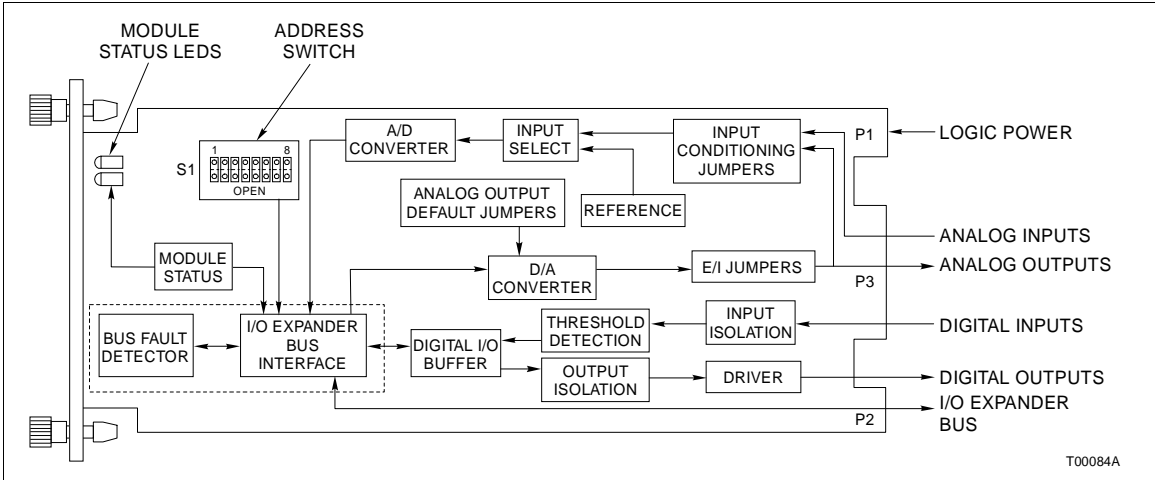 MODULE
STATUS LEDS
ADDRESS
SWITCH
S1
1 8
OPEN
A/D
CONVERTER
INPUT
SELECT
INPUT
CONDITIONING
JUMPERS
P1
LOGIC POWER
ANALOG OUTPUT
DEFAULT JUMPERS
REFERENCE
ANALOG INPUTS
MODULE
STATUS
D/A
CONVERTER
E/I JUMPERS
P3
ANALOG OUTPUTS
BUS FAULT
DETECTOR
I/O EXPANDER
BUS
INTERFACE
DIGITAL I/O
BUFFER
THRESHOLD
DETECTION
INPUT
ISOLATION
DIGITAL INPUTS
OUTPUT
ISOLATION
DRIVER
DIGITAL OUTPUTS
P2
I/O EXPANDER
BUS
T00084A